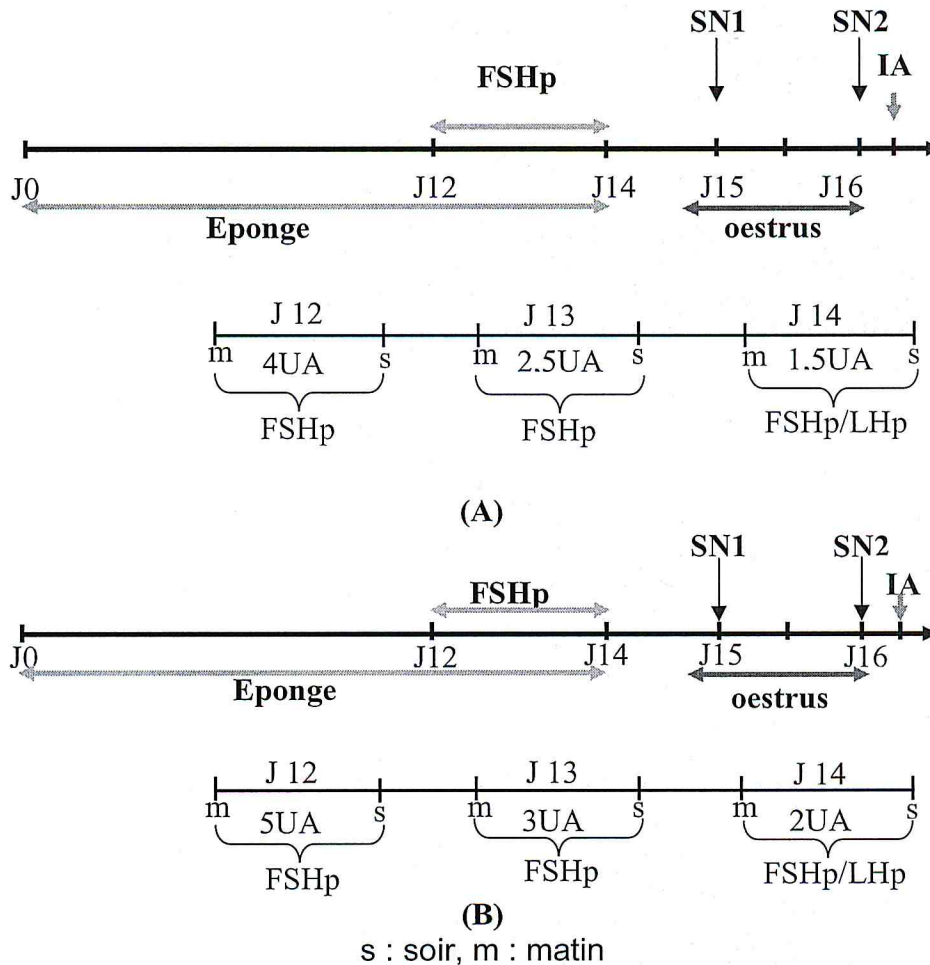 SN1 SN2
IA
FSHp
J0 J12 J14 J15 J16
Eponge oestrus
J 12 J 13 J 14
m 4UA s m 2.5UA s m 1.5UA s
FSHp FSHp FSHp/LHp
(A)
SN1 SN2
FSHp IA
J0 J12 J14 J15 J16
Eponge oestrus
J 12 J 13 J 14
m 5UA s m 3UA s m 2UA s
FSHp FSHp FSHp/LHp
(B)
s : soir, m : matin